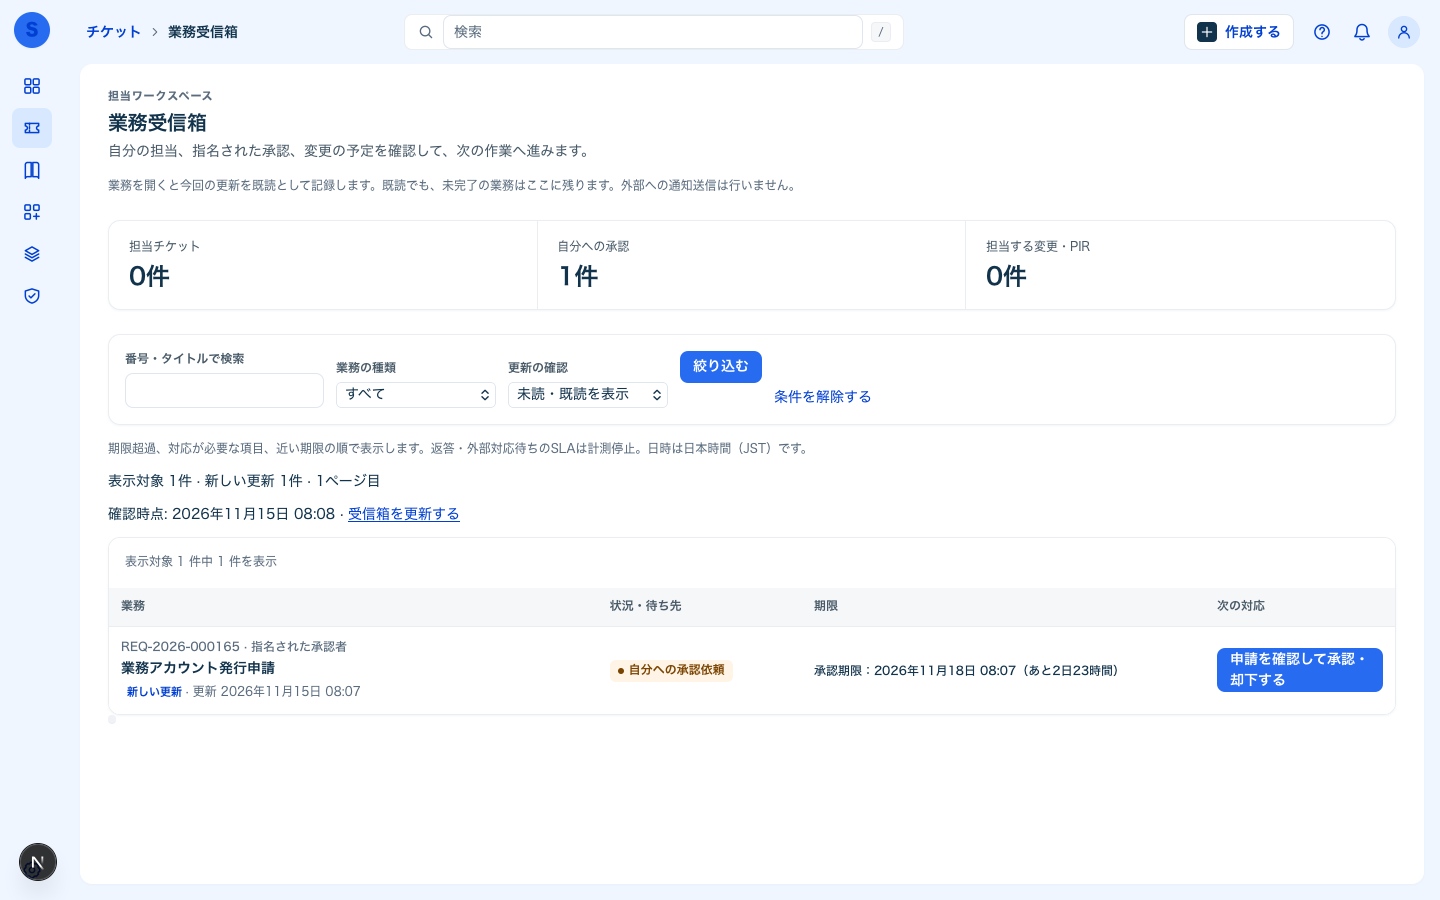 S
チケット > 業務受信箱
検索
/
作成する
担当ワークスペース
業務受信箱
自分の担当、指名された承認、変更の予定を確認して、次の作業へ進みます。
業務を開くと今回の更新を既読として記録します。既読でも、未完了の業務はここに残ります。外部への通知送信は行いません。
担当チケット
0件
自分への承認
1件
担当する変更・PIR
0件
番号・タイトルで検索
業務の種類
すべて
更新の確認
未読・既読を表示
絞り込む
条件を解除する
期限超過、対応が必要な項目、近い期限の順で表示します。返答・外部対応待ちのSLAは計測停止。日時は日本時間（JST）です。
表示対象 1件 · 新しい更新 1件 · 1ページ目
確認時点: 2026年11月15日 08:08 · 受信箱を更新する
表示対象 1 件中 1 件を表示
業務
状況・待ち先
期限
次の対応
REQ-2026-000165 · 指名された承認者
業務アカウント発行申請
新しい更新 · 更新 2026年11月15日 08:07
自分への承認依頼
承認期限：2026年11月18日 08:07（あと2日23時間）
申請を確認して承認・
却下する
N